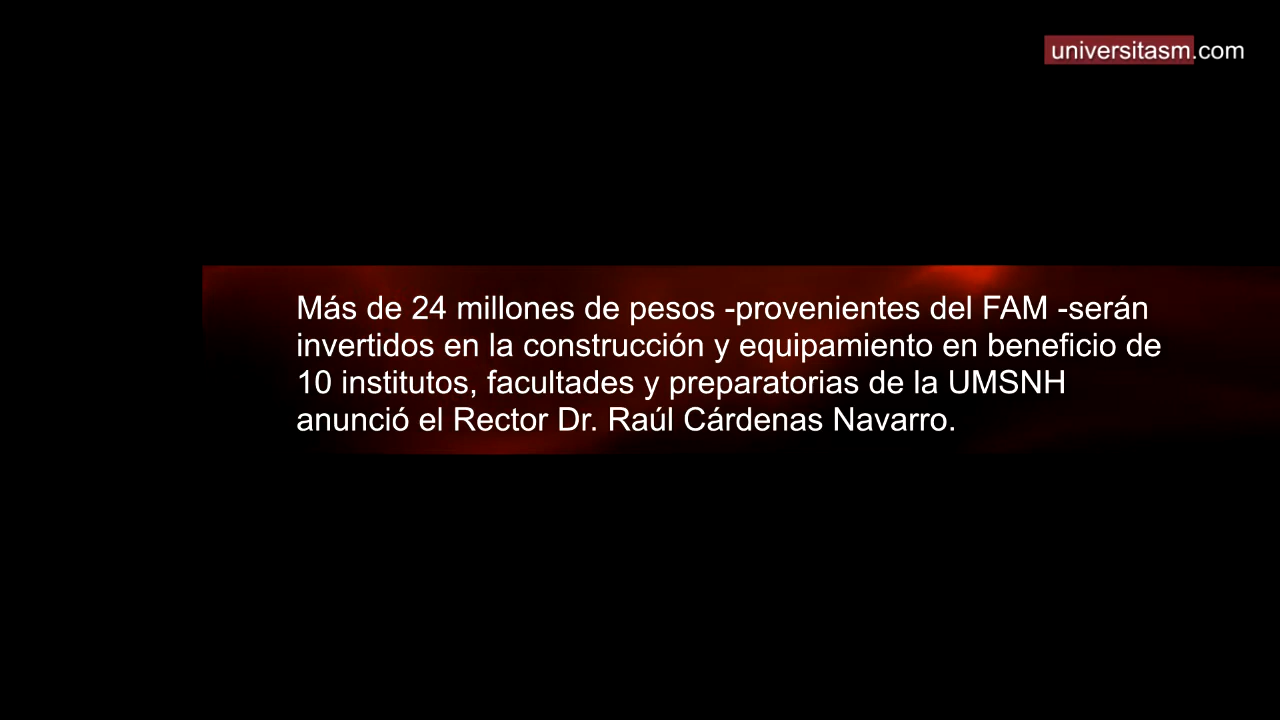 universitasm.com
Más de 24 millones de pesos -provenientes del FAM -serán
invertidos en la construcción y equipamiento en beneficio de
10 institutos, facultades y preparatorias de la UMSNH
anunció el Rector Dr. Raúl Cárdenas Navarro.